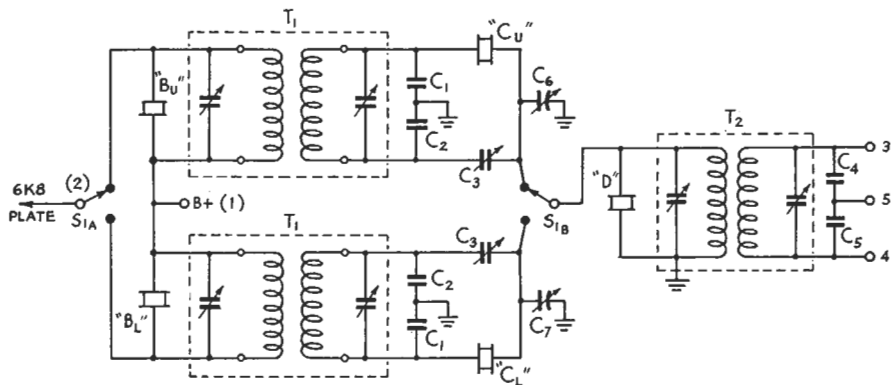 T1
"CU"
"BU"
C1
C6
C2
T2
C3
"D"
3
6K8
PLATE
(2)
S1A
B+ (1)
S1B
C4
5
C5
4
T1
C3
"BL"
C2
C7
C1
"CL"